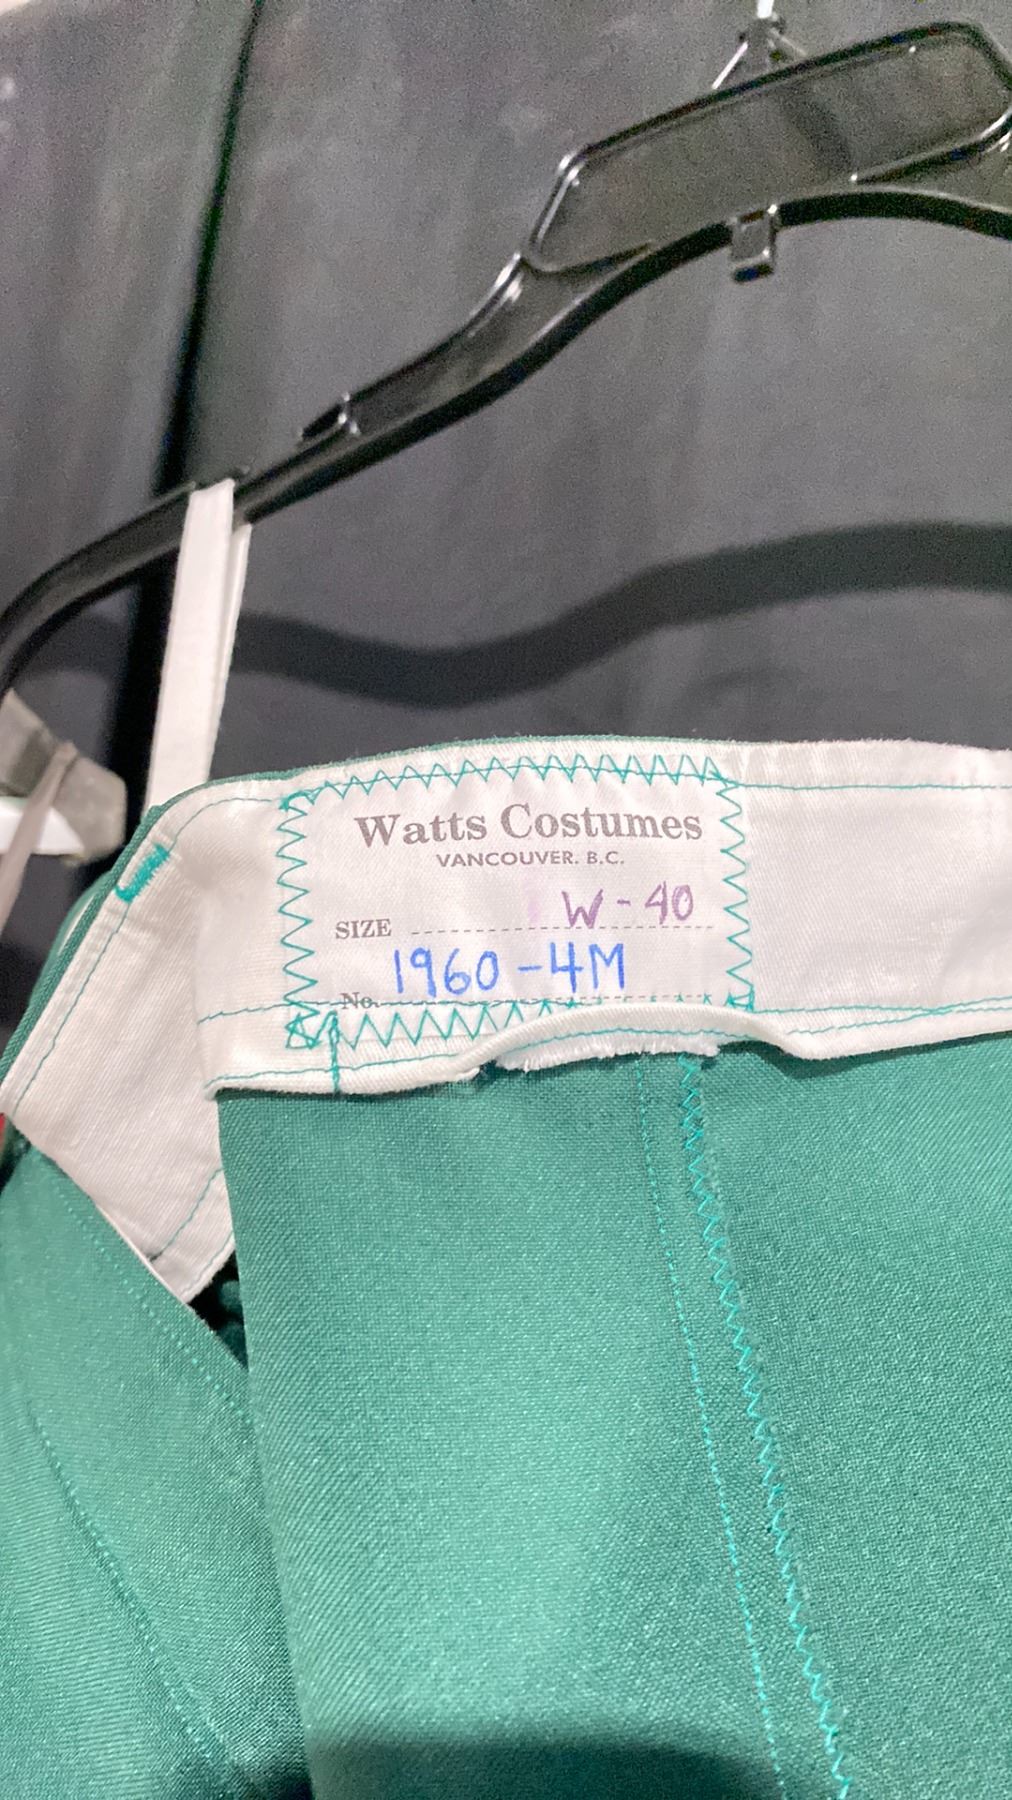 Watts Costumes
VANCOUVER. B.C.
SIZE W - 40
No. 1960 - 4M